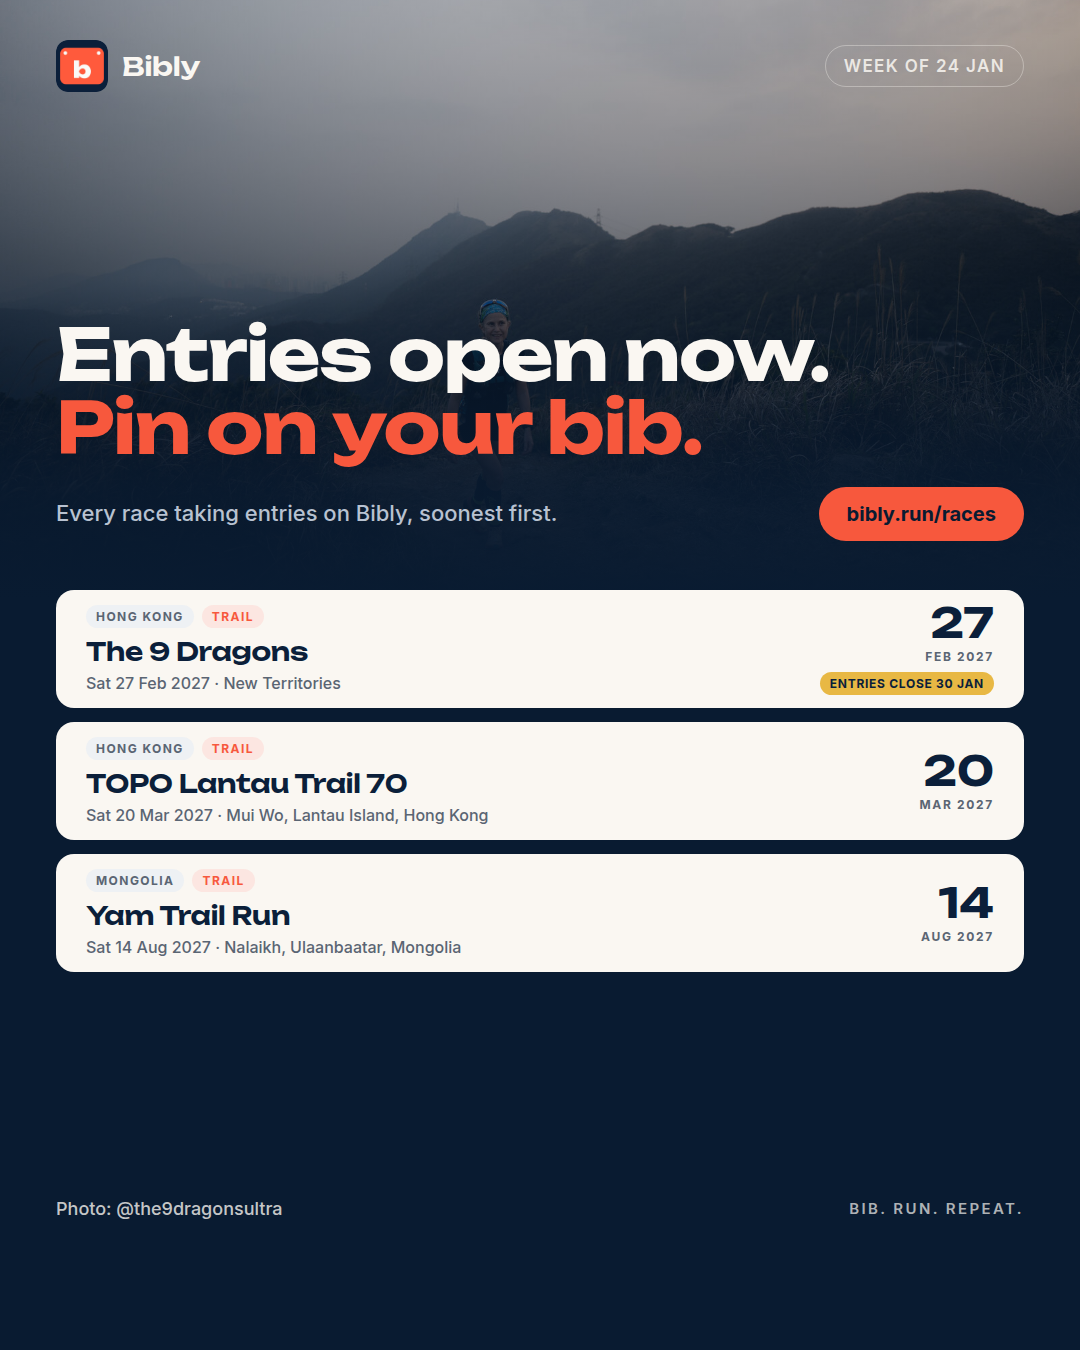 b Bibly
WEEK OF 24 JAN
Entries open now.
Pin on your bib.
Every race taking entries on Bibly, soonest first.
bibly.run/races
HONG KONG TRAIL
The 9 Dragons
Sat 27 Feb 2027 · New Territories
27
FEB 2027
ENTRIES CLOSE 30 JAN
HONG KONG TRAIL
TOPO Lantau Trail 70
Sat 20 Mar 2027 · Mui Wo, Lantau Island, Hong Kong
20
MAR 2027
MONGOLIA TRAIL
Yam Trail Run
Sat 14 Aug 2027 · Nalaikh, Ulaanbaatar, Mongolia
14
AUG 2027
Photo: @the9dragonsultra
BIB. RUN. REPEAT.